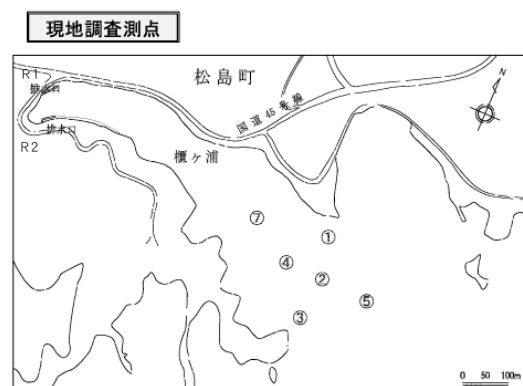 現地調査測点
R1
松島町
N
排水口
国道45号線
排水口
R2
櫃ヶ浦
⑦
①
④
②
⑤
③
0 50 100m